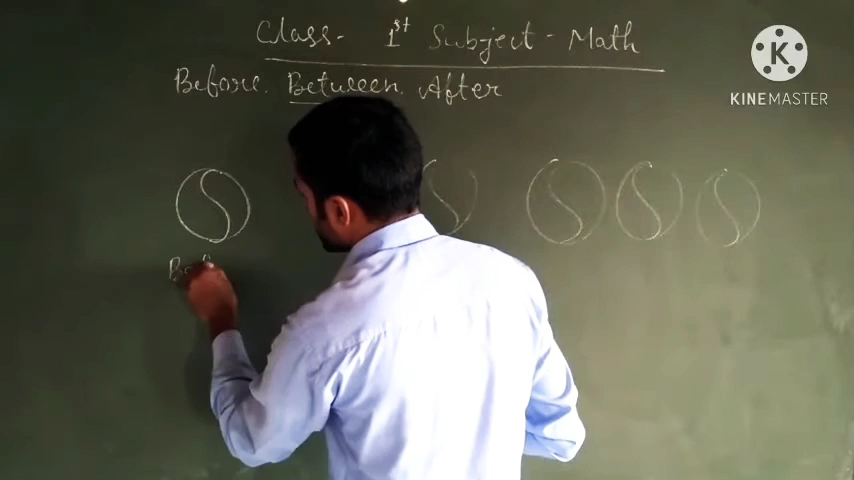 Class- 1st Subject - Math
Before. Between. After
K
KINEMASTER